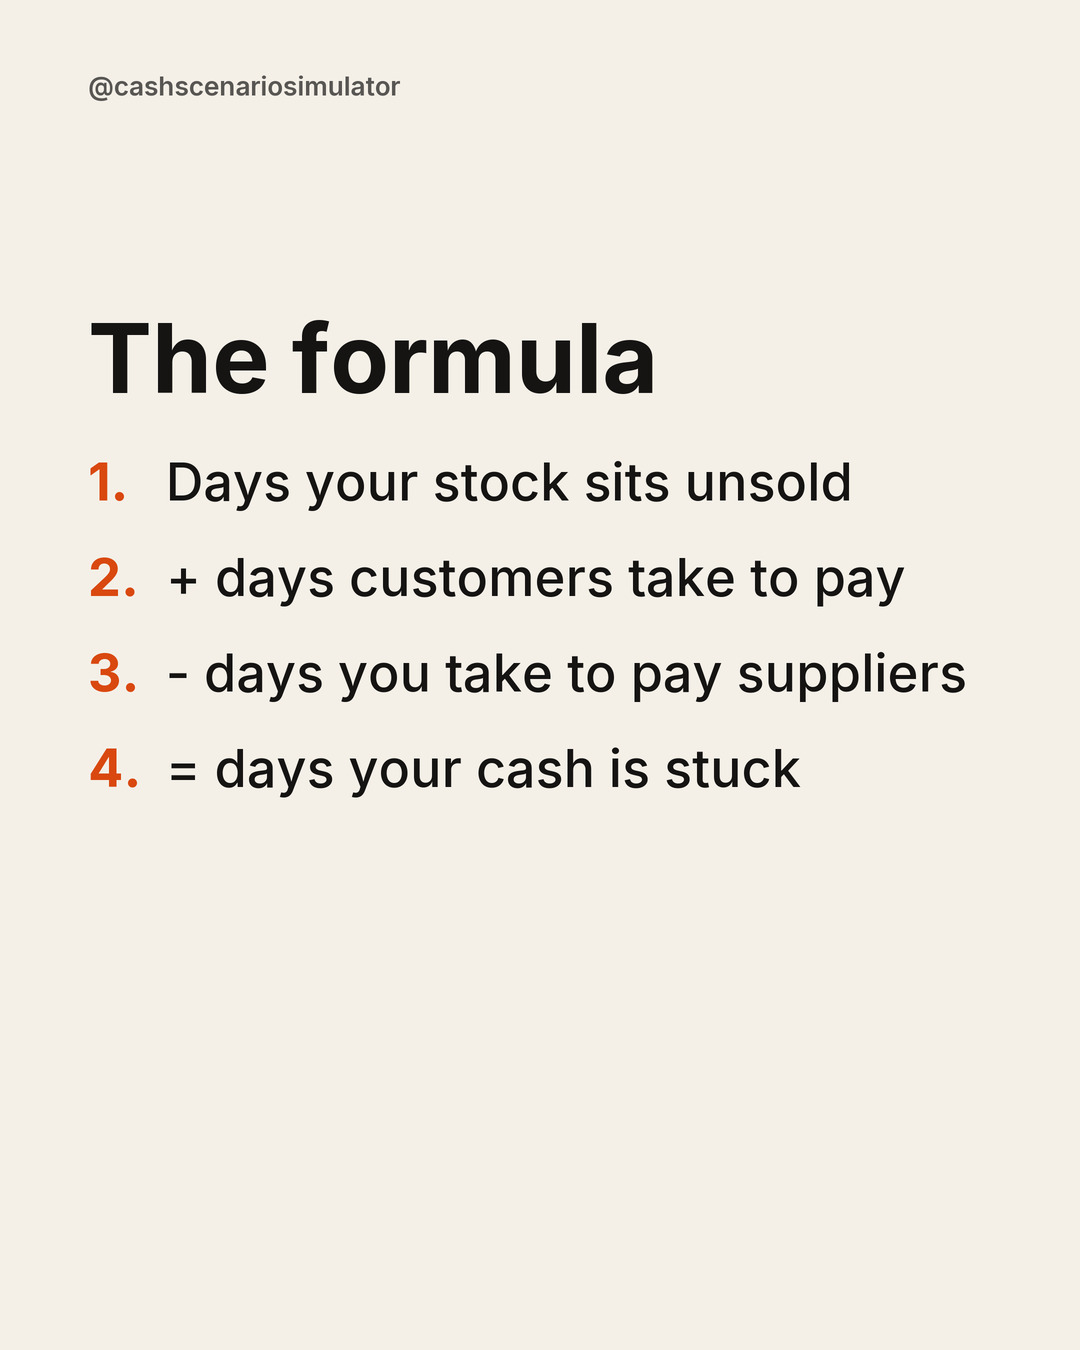 @cashscenariosimulator
The formula
1. Days your stock sits unsold
2. + days customers take to pay
3. - days you take to pay suppliers
4. = days your cash is stuck